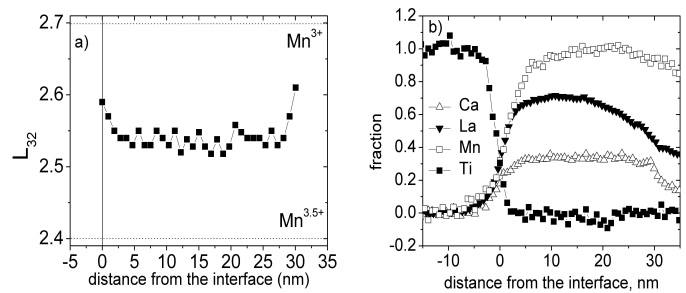 a)
L32
2.7
2.6
2.5
2.4
Mn3+
Mn3.5+
-5 0 5 10 15 20 25 30 35
distance from the interface (nm)
b)
fraction
1.2
1.0
0.8
0.6
0.4
0.2
0.0
-0.2
Ca
La
Mn
Ti
-10 0 10 20 30
distance from the interface, nm